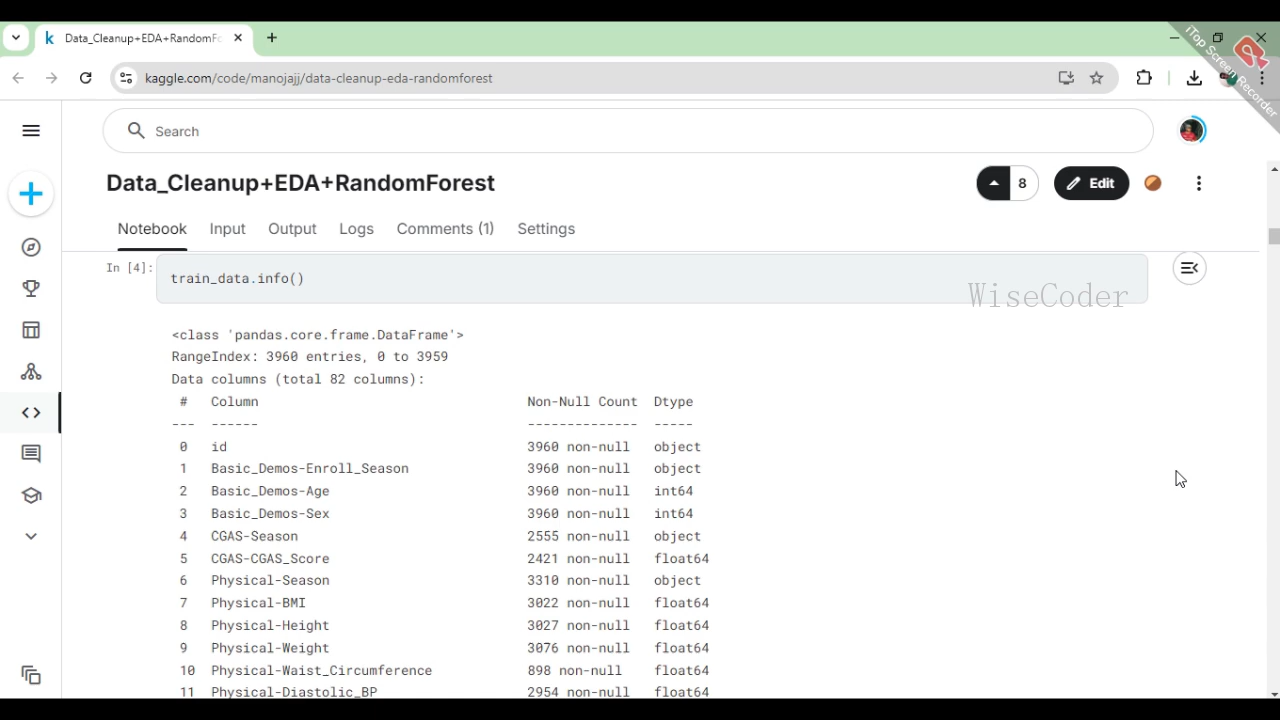 Data_Cleanup+EDA+RandomFo
kaggle.com/code/manojajj/data-cleanup-eda-randomforest
iTop Screen Recorder
Search
Data_Cleanup+EDA+RandomForest
8
Edit
Notebook Input Output Logs Comments (1) Settings
In [4]:
train_data.info()
WiseCoder
<class 'pandas.core.frame.DataFrame'>
RangeIndex: 3960 entries, 0 to 3959
Data columns (total 82 columns):
# Column Non-Null Count Dtype
--- ------ -------------- -----
0 id 3960 non-null object
1 Basic_Demos-Enroll_Season 3960 non-null object
2 Basic_Demos-Age 3960 non-null int64
3 Basic_Demos-Sex 3960 non-null int64
4 CGAS-Season 2555 non-null object
5 CGAS-CGAS_Score 2421 non-null float64
6 Physical-Season 3310 non-null object
7 Physical-BMI 3022 non-null float64
8 Physical-Height 3027 non-null float64
9 Physical-Weight 3076 non-null float64
10 Physical-Waist_Circumference 898 non-null float64
11 Physical-Diastolic_BP 2954 non-null float64